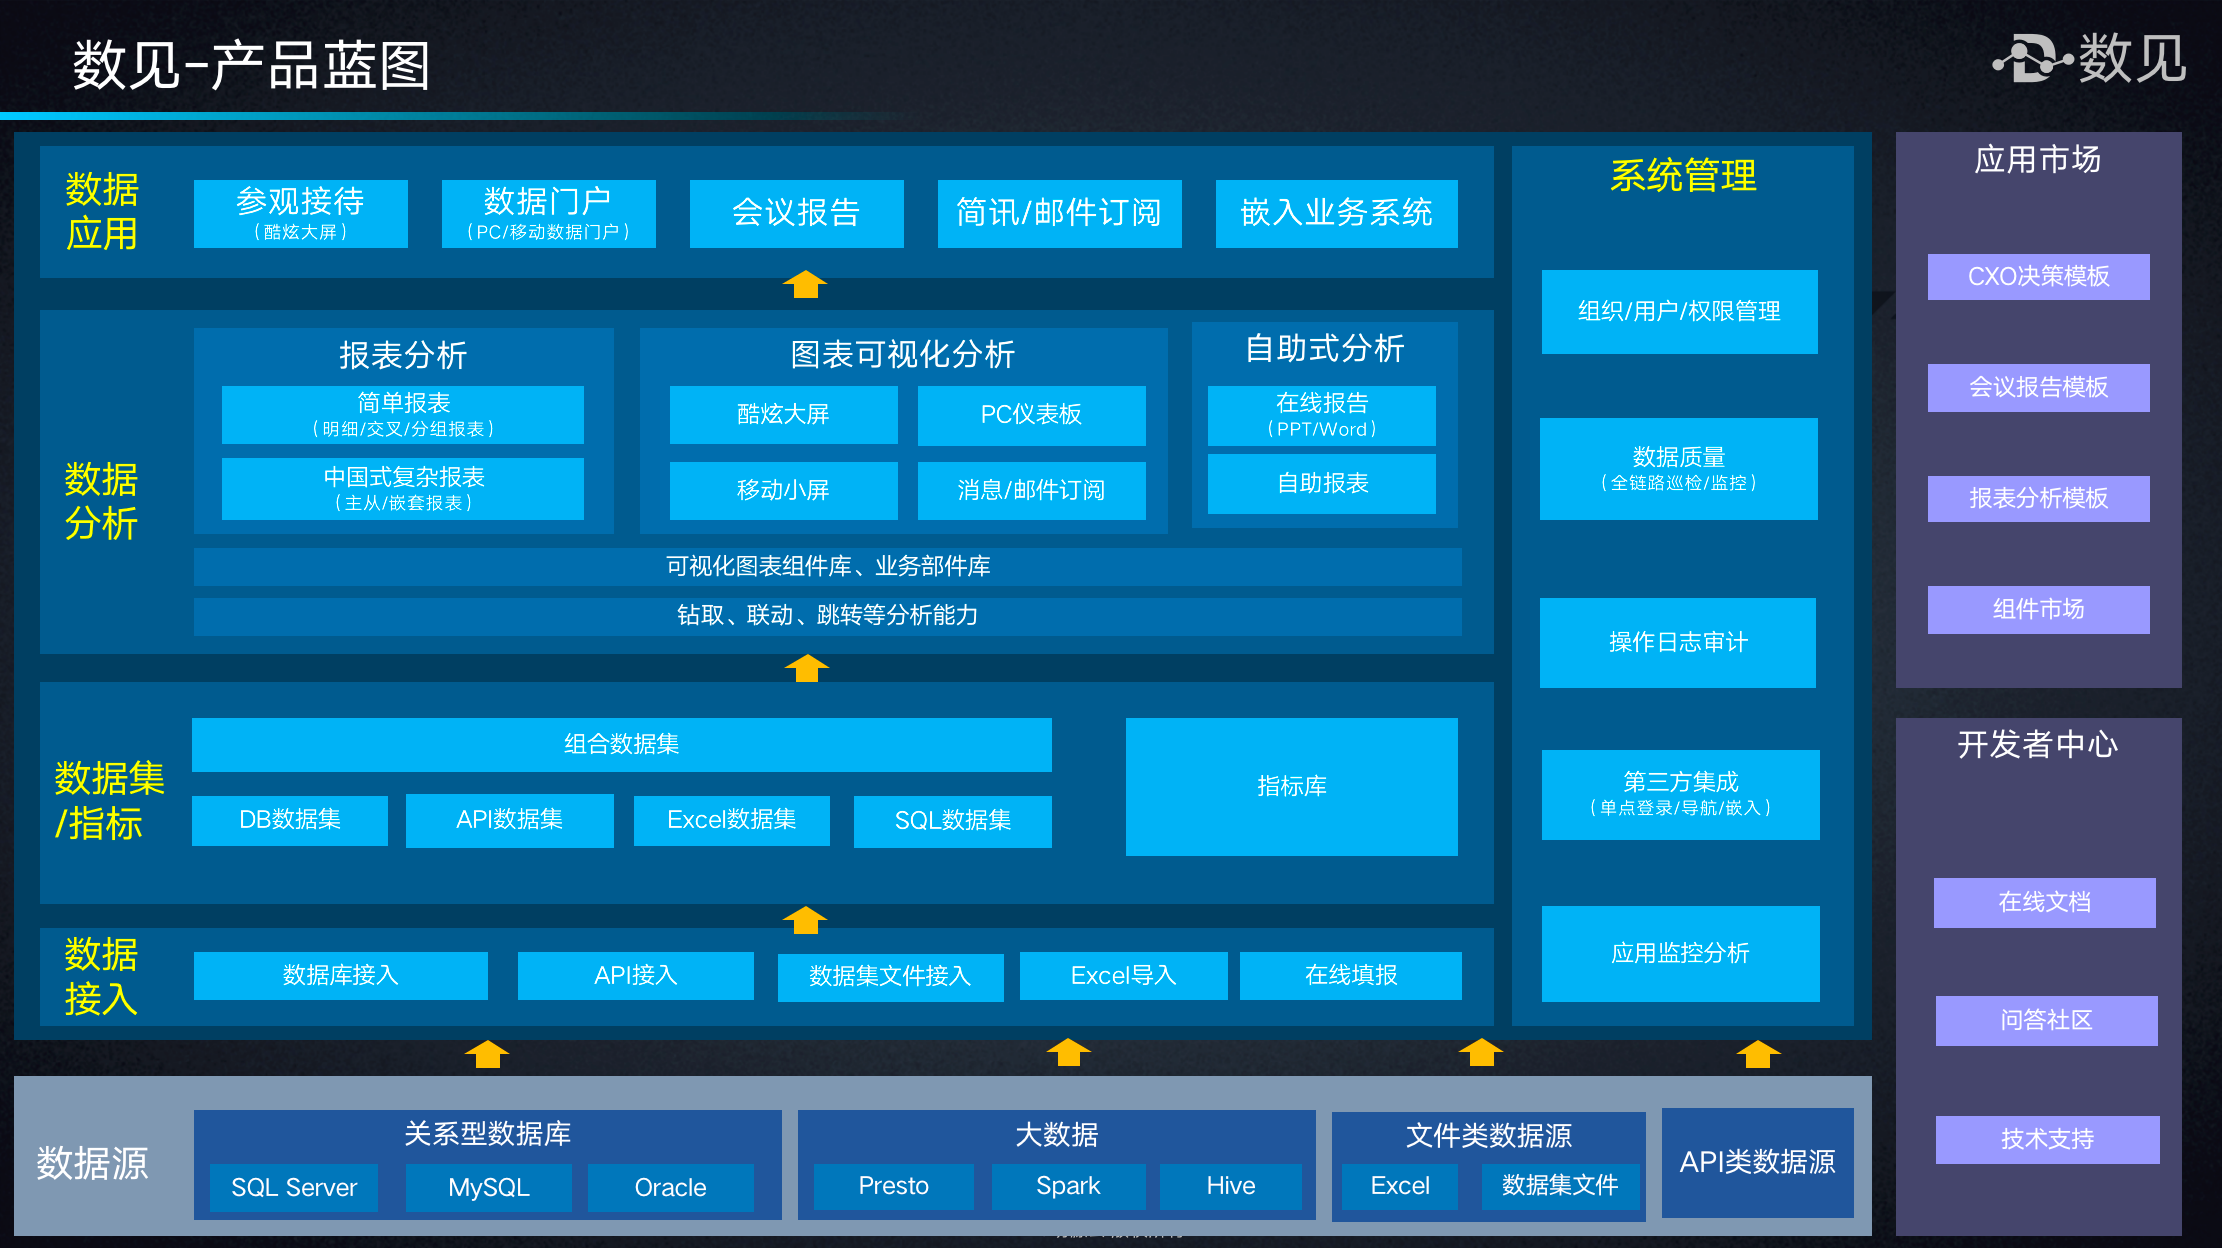 数见-产品蓝图
数见
数据
应用
参观接待
（酷炫大屏）
数据门户
（PC/移动数据门户）
会议报告
简讯/邮件订阅
嵌入业务系统
数据
分析
报表分析
简单报表
（明细/交叉/分组报表）
中国式复杂报表
（主从/嵌套报表）
图表可视化分析
酷炫大屏
PC仪表板
移动小屏
消息/邮件订阅
自助式分析
在线报告
（PPT/Word）
自助报表
可视化图表组件库、业务部件库
钻取、联动、跳转等分析能力
数据集
/指标
组合数据集
DB数据集
API数据集
Excel数据集
SQL数据集
指标库
数据
接入
数据库接入
API接入
数据集文件接入
Excel导入
在线填报
系统管理
组织/用户/权限管理
数据质量
（全链路巡检/监控）
操作日志审计
第三方集成
（单点登录/导航/嵌入）
应用监控分析
数据源
关系型数据库
SQL Server
MySQL
Oracle
大数据
Presto
Spark
Hive
文件类数据源
Excel
数据集文件
API类数据源
应用市场
CXO决策模板
会议报告模板
报表分析模板
组件市场
开发者中心
在线文档
问答社区
技术支持